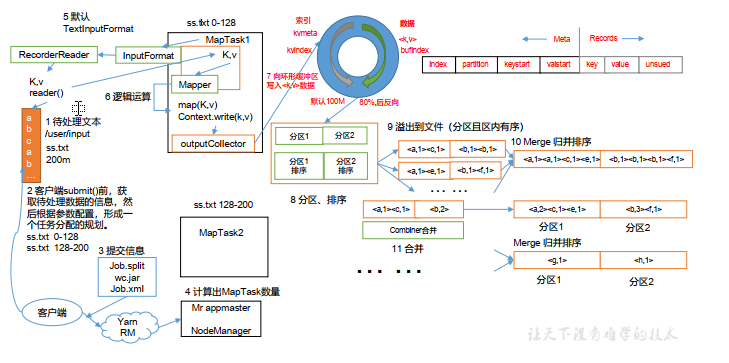 5 默认
TextInputFormat
ss.txt 0-128
MapTask1
RecorderReader
InputFormat
K,v
K,v
reader()
Mapper
6 逻辑运算
map(K,v)
Context.write(k,v)
outputCollector
索引
kvmeta
kvindex
数据
<k,v>
bufindex
7 向环形缓冲区
写入<k,v>数据
默认100M
80%,后反向
Meta
Records
index
partition
keystart
valstart
key
value
unsued
a
b
c
a
b
...
1 待处理文本
/user/input
ss.txt
200m
2 客户端submit()前，获
取待处理数据的信息，然
后根据参数配置，形成一
个任务分配的规划。
ss.txt 0-128
ss.txt 128-200
3 提交信息
Job.split
wc.jar
Job.xml
客户端
Yarn
RM
4 计算出MapTask数量
Mr appmaster
NodeManager
ss.txt 128-200
MapTask2
分区1
分区2
分区1
排序
分区2
排序
8 分区、排序
9 溢出到文件（分区且区内有序）
<a,1><c,1>
<b,1><b,1>
<a,1><e,1>
<b,1><f,1>
... ...
10 Merge 归并排序
<a,1><a,1><c,1><e,1>
<b,1><b,1><b,1><f,1>
<a,1><c,1>
<b,2>
Combiner合并
11 合并
<a,2><c,1><e,1>
<b,3><f,1>
分区1
分区2
... ...
Merge 归并排序
<g,1>
<h,1>
分区1
分区2
让天下没有难学的技术